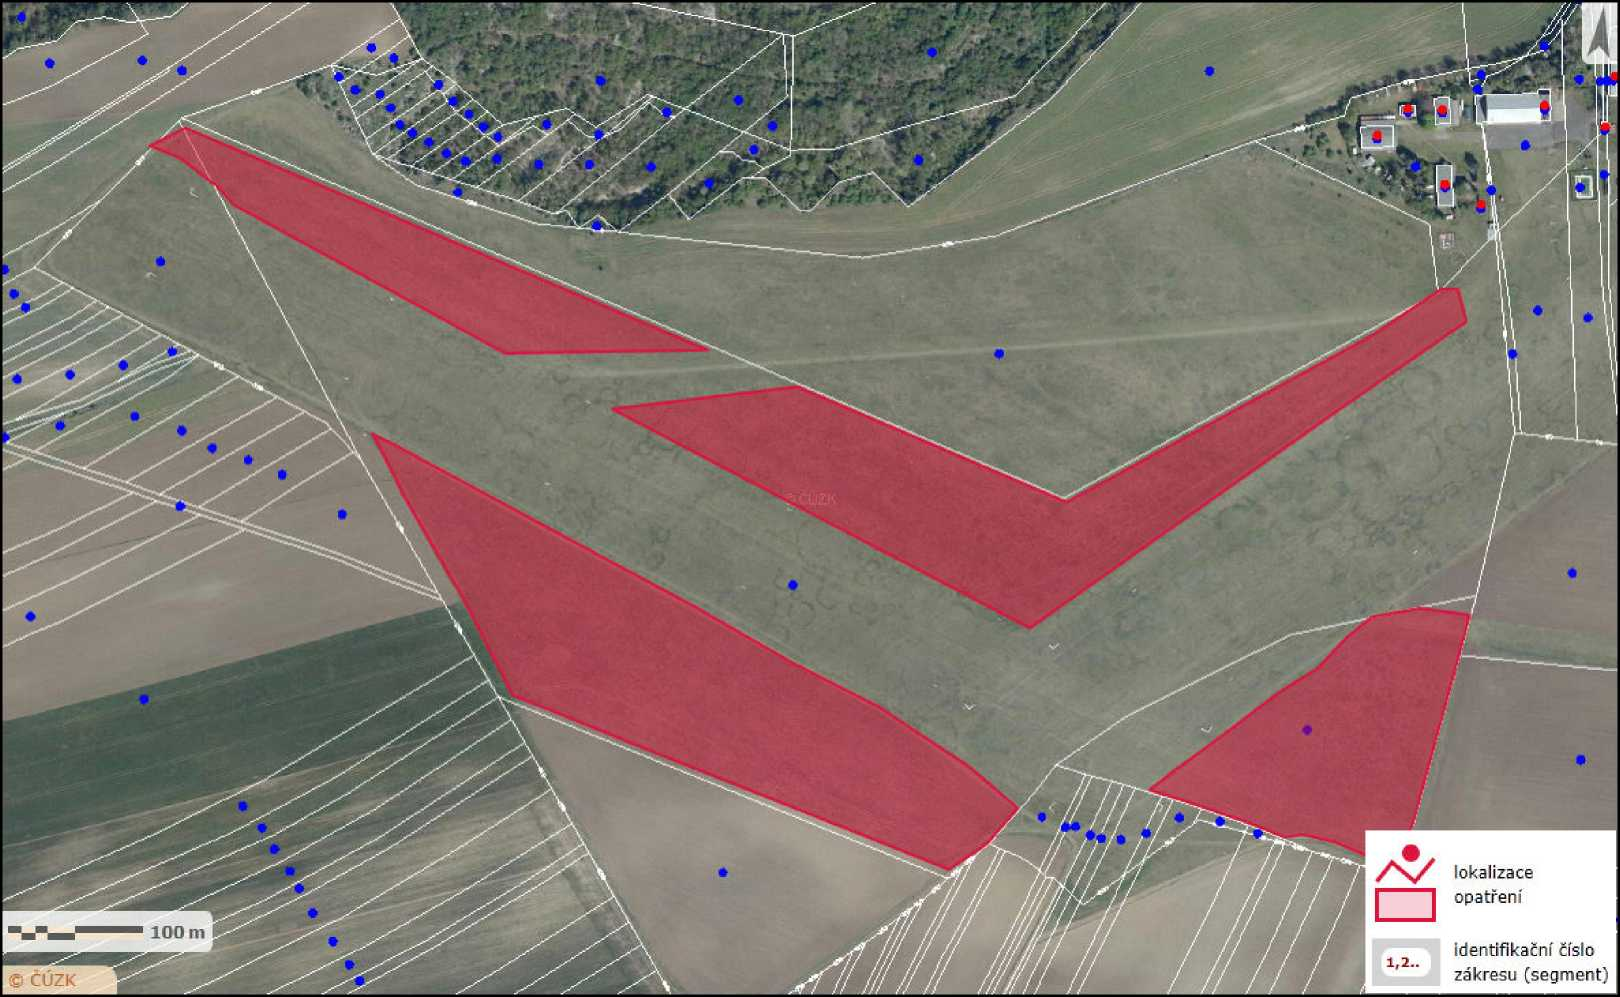 © ČÚZK
lokalizace
opatření
100 m
identifikační číslo
1,2..
zákresu (segment)
© ČÚZK